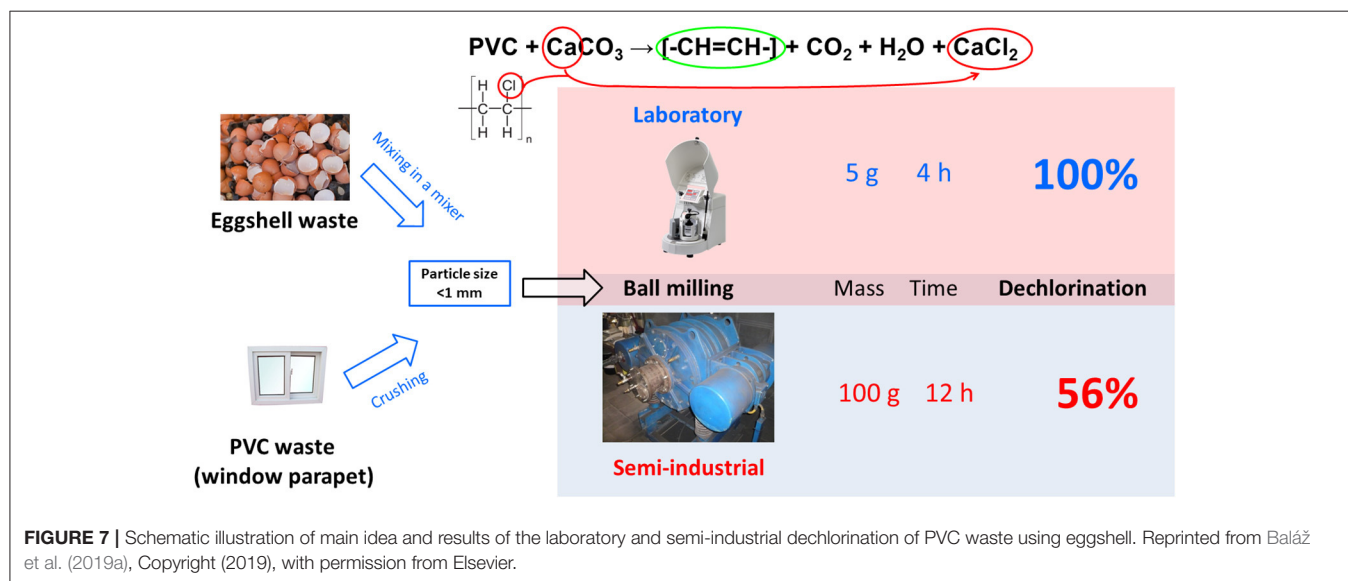 PVC + CaCO₃ → [-CH=CH-] + CO₂ + H₂O + CaCl₂
H Cl
C C
H H
n
Laboratory
Mixing in a mixer
5 g 4 h 100%
Eggshell waste
Particle size
<1 mm
Ball milling Mass Time Dechlorination
Crushing
100 g 12 h 56%
PVC waste
(window parapet)
Semi-industrial
FIGURE 7 | Schematic illustration of main idea and results of the laboratory and semi-industrial dechlorination of PVC waste using eggshell. Reprinted from Baláž
et al. (2019a), Copyright (2019), with permission from Elsevier.